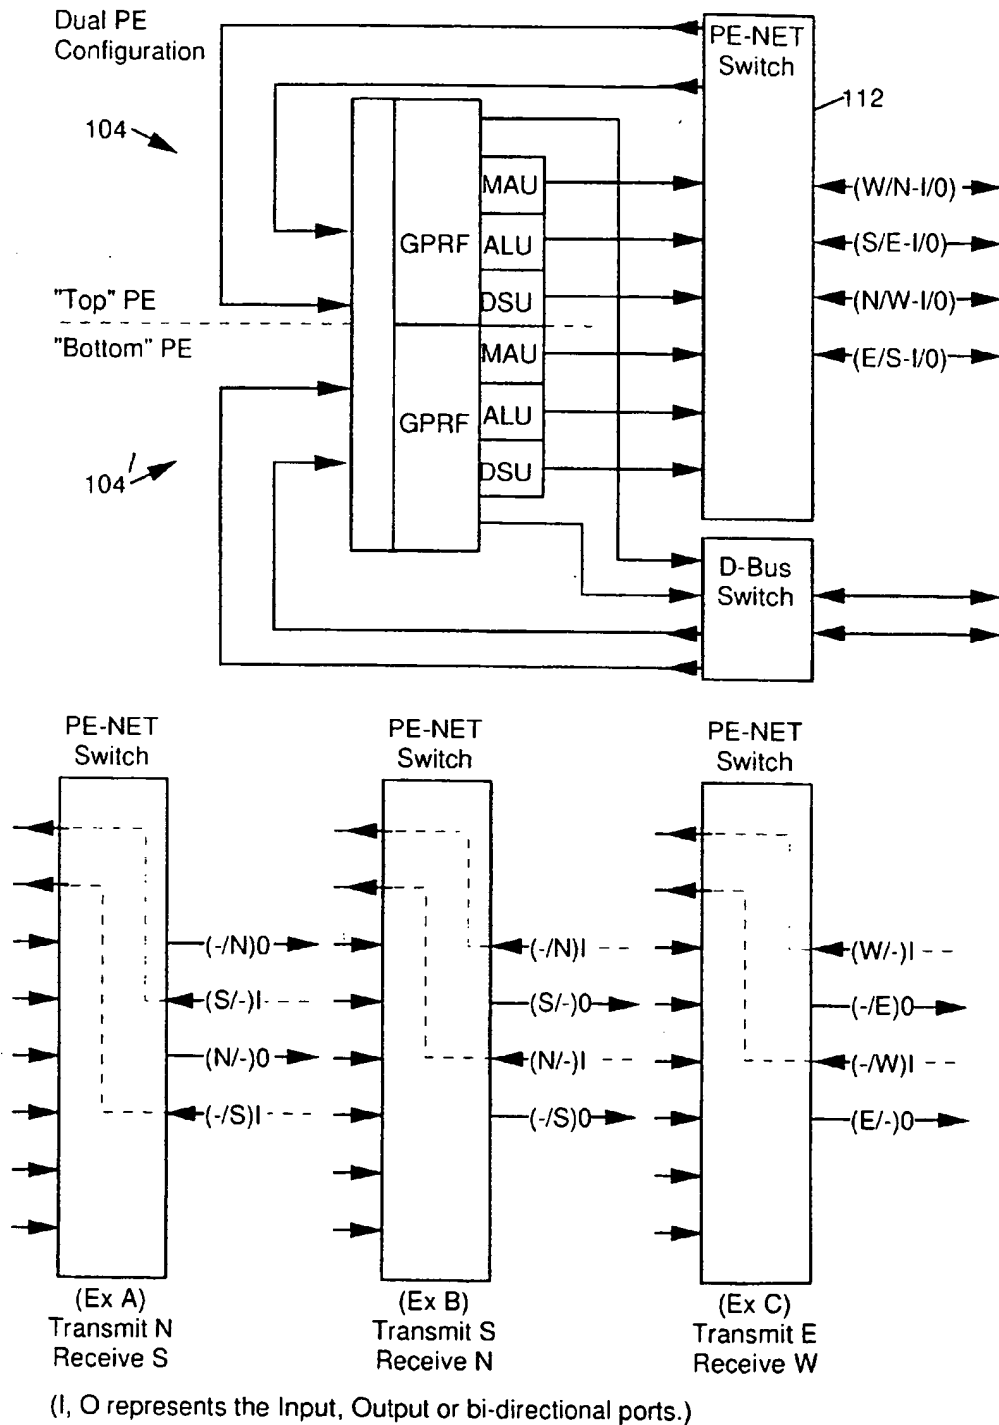 Dual PE
Configuration
PE-NET
Switch
112
104
MAU
(W/N-I/0)
GPRF
ALU
(S/E-I/0)
"Top" PE
DSU
(N/W-I/0)
"Bottom" PE
MAU
(E/S-I/0)
GPRF
ALU
104'
DSU
D-Bus
Switch
PE-NET
Switch
PE-NET
Switch
PE-NET
Switch
(-/N)0
(S/-)I
(N/-)0
(-/S)I
(-/N)I
(S/-)0
(N/-)I
(-/S)0
(W/-)I
(-/E)0
(-/W)I
(E/-)0
(Ex A)
Transmit N
Receive S
(Ex B)
Transmit S
Receive N
(Ex C)
Transmit E
Receive W
(I, O represents the Input, Output or bi-directional ports.)